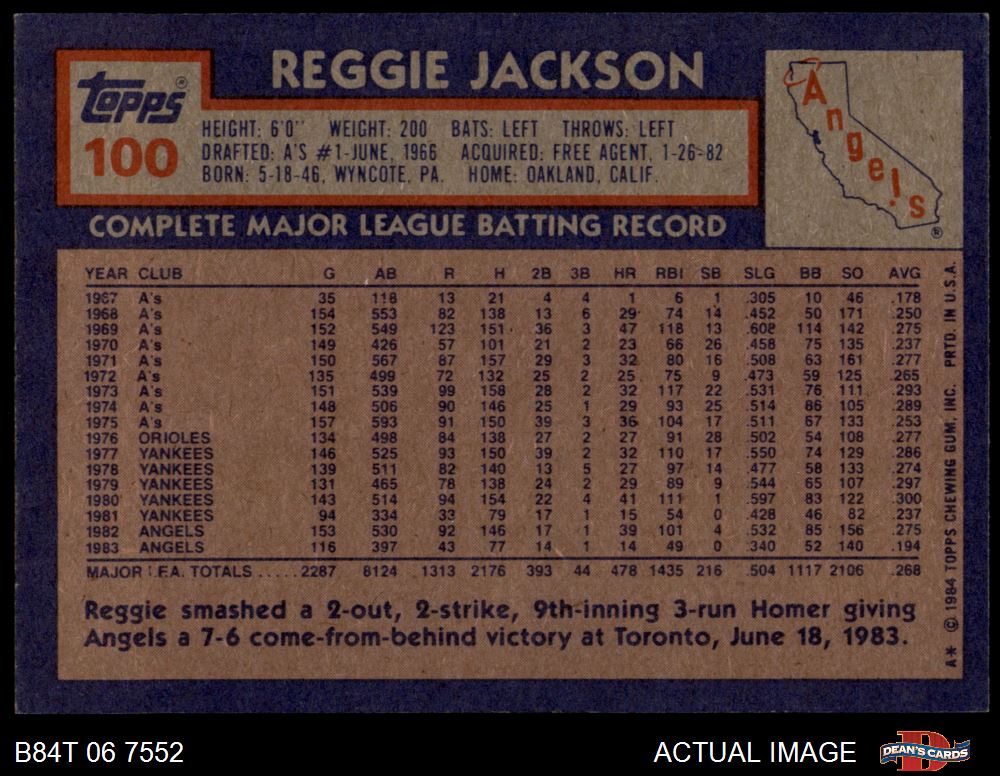 REGGIE JACKSON
Topps®
100
HEIGHT: 6'0" WEIGHT: 200 BATS: LEFT THROWS: LEFT
DRAFTED: A'S #1-JUNE, 1966 ACQUIRED: FREE AGENT, 1-26-82
BORN: 5-18-46, WYNCOTE, PA. HOME: OAKLAND, CALIF.
Angels
®
COMPLETE MAJOR LEAGUE BATTING RECORD
YEAR CLUB G AB R H 2B 3B HR RBI SB SLG BB SO AVG
1967 A's 35 118 13 21 4 4 1 6 1 .305 10 46 .178
1968 A's 154 553 82 138 13 6 29 74 14 .452 50 171 .250
1969 A's 152 549 123 151 36 3 47 118 13 .608 114 142 .275
1970 A's 149 426 57 101 21 2 23 66 26 .458 75 135 .237
1971 A's 150 567 87 157 29 3 32 80 16 .508 63 161 .277
1972 A's 135 499 72 132 25 2 25 75 9 .473 59 125 .265
1973 A's 151 539 99 158 28 2 32 117 22 .531 76 111 .293
1974 A's 148 506 90 146 25 1 29 93 25 .514 86 105 .289
1975 A's 157 593 91 150 39 3 36 104 17 .511 67 133 .253
1976 ORIOLES 134 498 84 138 27 2 27 91 28 .502 54 108 .277
1977 YANKEES 146 525 93 150 39 2 32 110 17 .550 74 129 .286
1978 YANKEES 139 511 82 140 13 5 27 97 14 .477 58 133 .274
1979 YANKEES 131 465 78 138 24 2 29 89 9 .544 65 107 .297
1980 YANKEES 143 514 94 154 22 4 41 111 1 .597 83 122 .300
1981 YANKEES 94 334 33 79 17 1 15 54 0 .428 46 82 .237
1982 ANGELS 153 530 92 146 17 1 39 101 4 .532 85 156 .275
1983 ANGELS 116 397 43 77 14 1 14 49 0 .340 52 140 .194
MAJOR LEA. TOTALS ..... 2287 8124 1313 2176 393 44 478 1435 216 .504 1117 2106 .268
Reggie smashed a 2-out, 2-strike, 9th-inning 3-run Homer giving
Angels a 7-6 come-from-behind victory at Toronto, June 18, 1983.
A* © 1984 TOPPS CHEWING GUM, INC. PRTD. IN U.S.A.
B84T 06 7552
ACTUAL IMAGE
D
DEAN'S CARDS